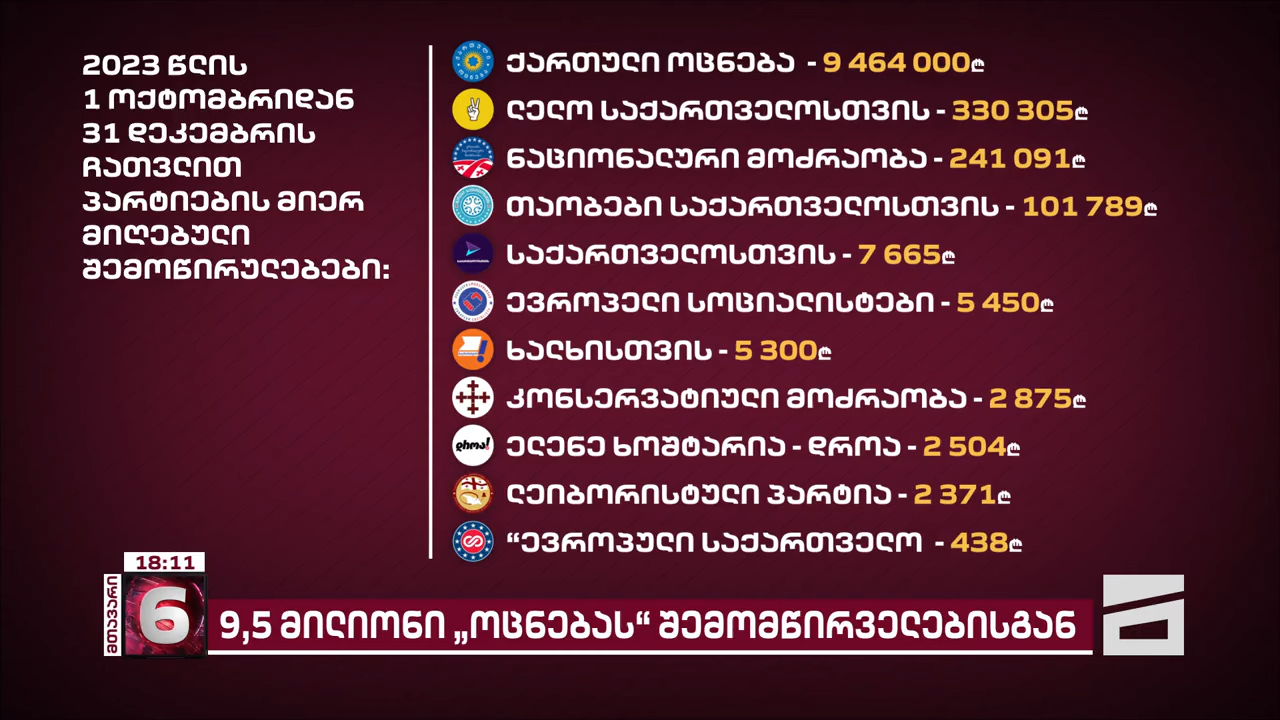 2023 წლის
1 ოქტომბრიდან
31 დეკემბრის
ჩათვლით
პარტიების მიერ
მიღებული
შემოწირულებები:
ქართული ოცნება - 9 464 000₾
ლელო საქართველოსთვის - 330 305₾
ნაციონალური მოძრაობა - 241 091₾
თაობები საქართველოსთვის - 101 789₾
საქართველოსთვის - 7 665₾
ევროპელი სოციალისტები - 5 450₾
ხალხისთვის - 5 300₾
კონსერვატიული მოძრაობა - 2 875₾
დროა!
ელენე ხოშტარია - დროა - 2 504₾
ლეიბორისტული პარტია - 2 371₾
“ევროპული საქართველო - 438₾
18:11
მთავარი
6
9,5 მილიონი „ოცნებას“ შემომწირველებისგან